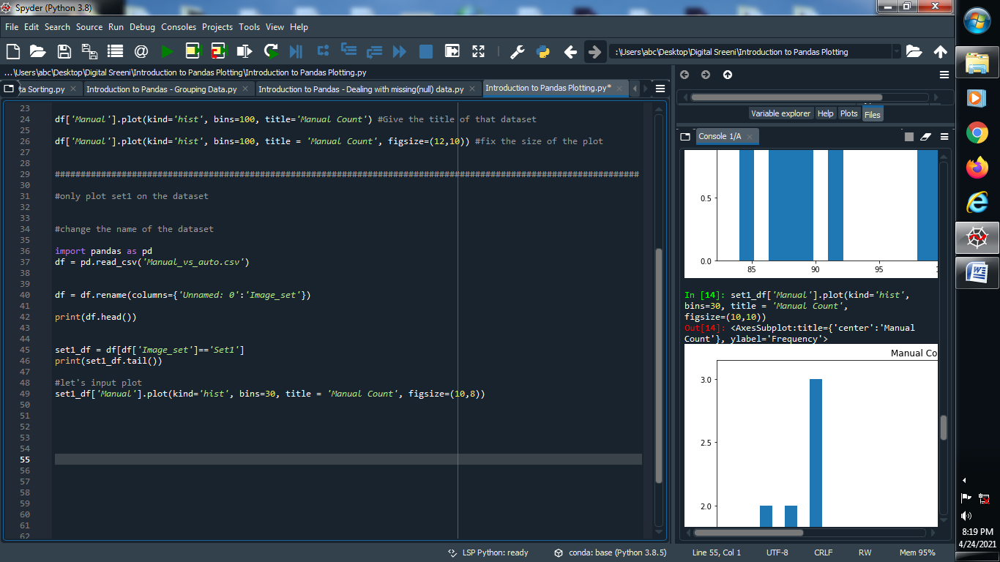 Spyder (Python 3.8)
File Edit Search Source Run Debug Consoles Projects Tools View Help
:\Users\abc\Desktop\Digital Sreeni\Introduction to Pandas Plotting
...\Users\abc\Desktop\Digital Sreeni\Introduction to Pandas Plotting\Introduction to Pandas Plotting.py
ta Sorting.py Introduction to Pandas - Grouping Data.py Introduction to Pandas - Dealing with missing(null) data.py Introduction to Pandas Plotting.py*
23
24 df['Manual'].plot(kind='hist', bins=100, title='Manual Count') #Give the title of that dataset
25
26 df['Manual'].plot(kind='hist', bins=100, title = 'Manual Count', figsize=(12,10)) #fix the size of the plot
27
28
29 ##################################################################################################################
30
31 #only plot set1 on the dataset
32
33
34 #change the name of the dataset
35
36 import pandas as pd
37 df = pd.read_csv('Manual_vs_auto.csv')
38
39
40 df = df.rename(columns={'Unnamed: 0':'Image_set'})
41
42 print(df.head())
43
44
45 set1_df = df[df['Image_set']=='Set1']
46 print(set1_df.tail())
47
48 #let's input plot
49 set1_df['Manual'].plot(kind='hist', bins=30, title = 'Manual Count', figsize=(10,8))
50
51
52
53
54
55
56
57
58
59
60
61
62
Variable explorer Help Plots Files
Console 1/A
0.5
0.0
85 90 95
In [14]: set1_df['Manual'].plot(kind='hist',
bins=30, title = 'Manual Count',
figsize=(10,10))
Out[14]: <AxesSubplot:title={'center':'Manual
Count'}, ylabel='Frequency'>
Manual Co
3.0
2.5
2.0
LSP Python: ready conda: base (Python 3.8.5) Line 55, Col 1 UTF-8 CRLF RW Mem 95%
8:19 PM
4/24/2021